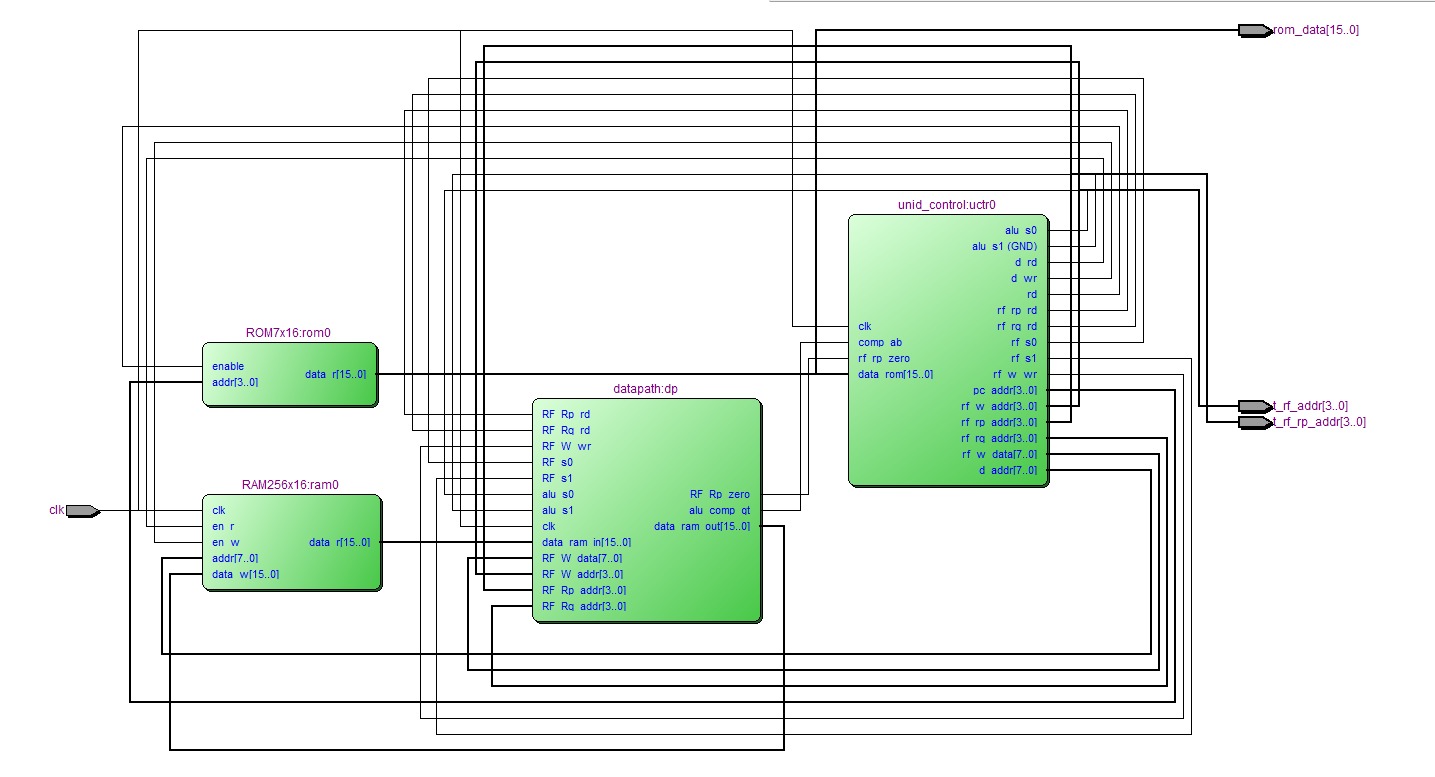 rom_data[15..0]
unid_control:uctr0
alu s0
alu s1 (GND)
d rd
d wr
rd
rf rp rd
clk
rf rq rd
comp ab
rf s0
rf rp zero
rf s1
data rom[15..0]
rf w wr
pc addr[3..0]
rf w addr[3..0]
rf rp addr[3..0]
rf rq addr[3..0]
rf w data[7..0]
d addr[7..0]
t_rf_addr[3..0]
t_rf_rp_addr[3..0]
ROM7x16:rom0
enable
addr[3..0]
data r[15..0]
datapath:dp
RF Rp rd
RF Rq rd
RF W wr
RF s0
RF s1
alu s0
alu s1
clk
data ram in[15..0]
RF W data[7..0]
RF W addr[3..0]
RF Rp addr[3..0]
RF Rq addr[3..0]
RF Rp zero
alu comp gt
data ram out[15..0]
RAM256x16:ram0
clk
en r
en w
addr[7..0]
data w[15..0]
data r[15..0]
clk